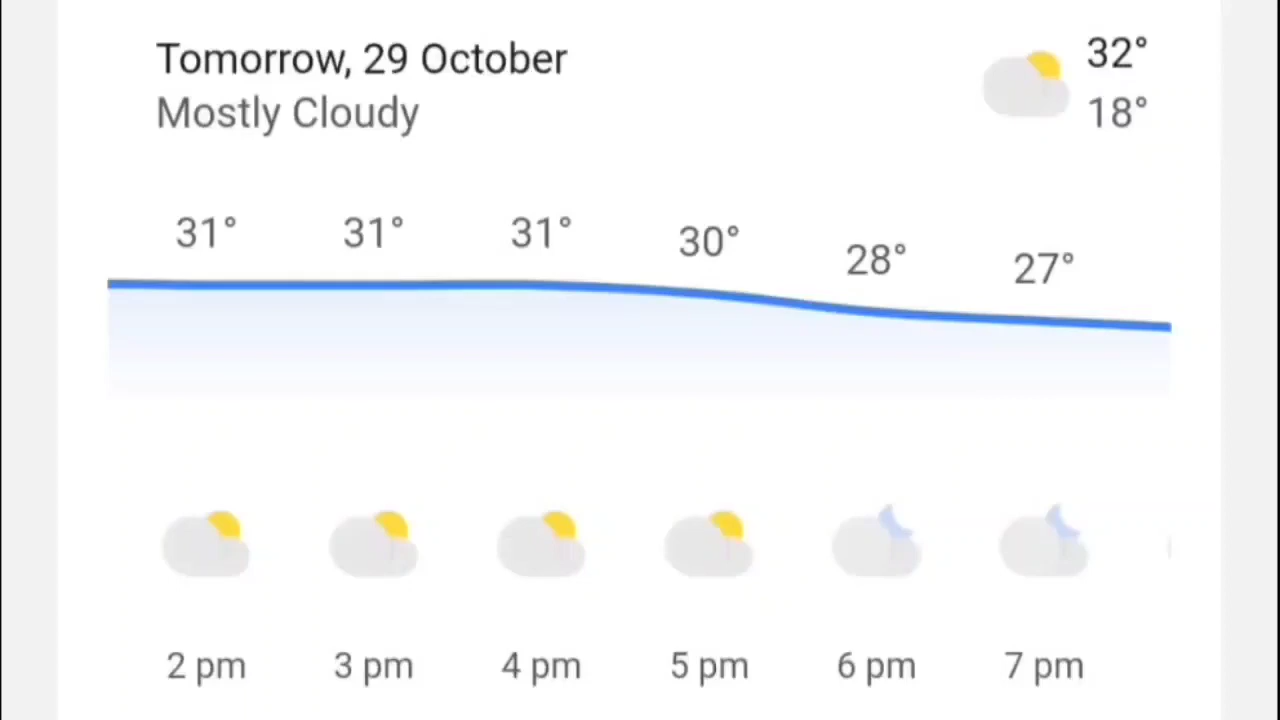 Tomorrow, 29 October
Mostly Cloudy
32°
18°
31° 31° 31° 30° 28° 27°
2 pm 3 pm 4 pm 5 pm 6 pm 7 pm